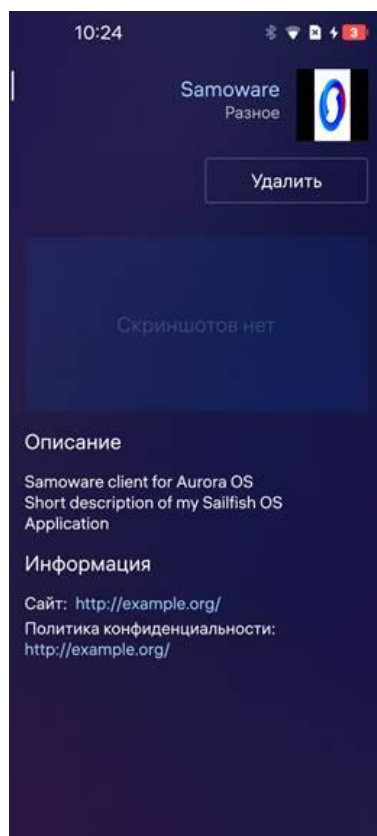 10:24
3
Samoware
Разное
Удалить
Скриншотов нет
Описание
Samoware client for Aurora OS
Short description of my Sailfish OS
Application
Информация
Сайт: http://example.org/
Политика конфиденциальности:
http://example.org/